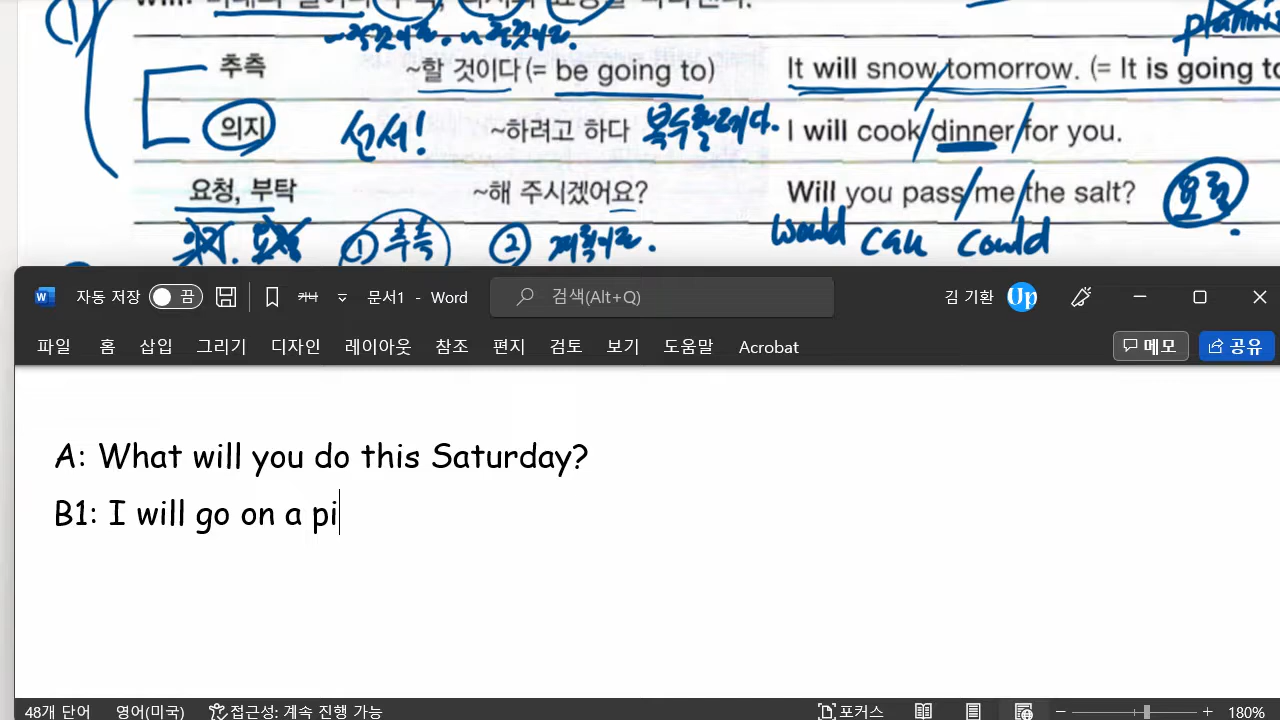 추측 ~할 것이다 (= be going to) It will snow tomorrow. (= It is going to
의지 선서! ~하려고 하다 복수할테다. I will cook dinner for you.
요청, 부탁 ~해 주시겠어요? Will you pass me the salt?
① 추측 ② 계획 would can could
자동 저장 끔 문서1 - Word 검색(Alt+Q) 김 기환 Up
파일 홈 삽입 그리기 디자인 레이아웃 참조 편지 검토 보기 도움말 Acrobat 메모 공유
A: What will you do this Saturday?
B1: I will go on a pi
48개 단어 영어(미국) 접근성: 계속 진행 가능 포커스 180%